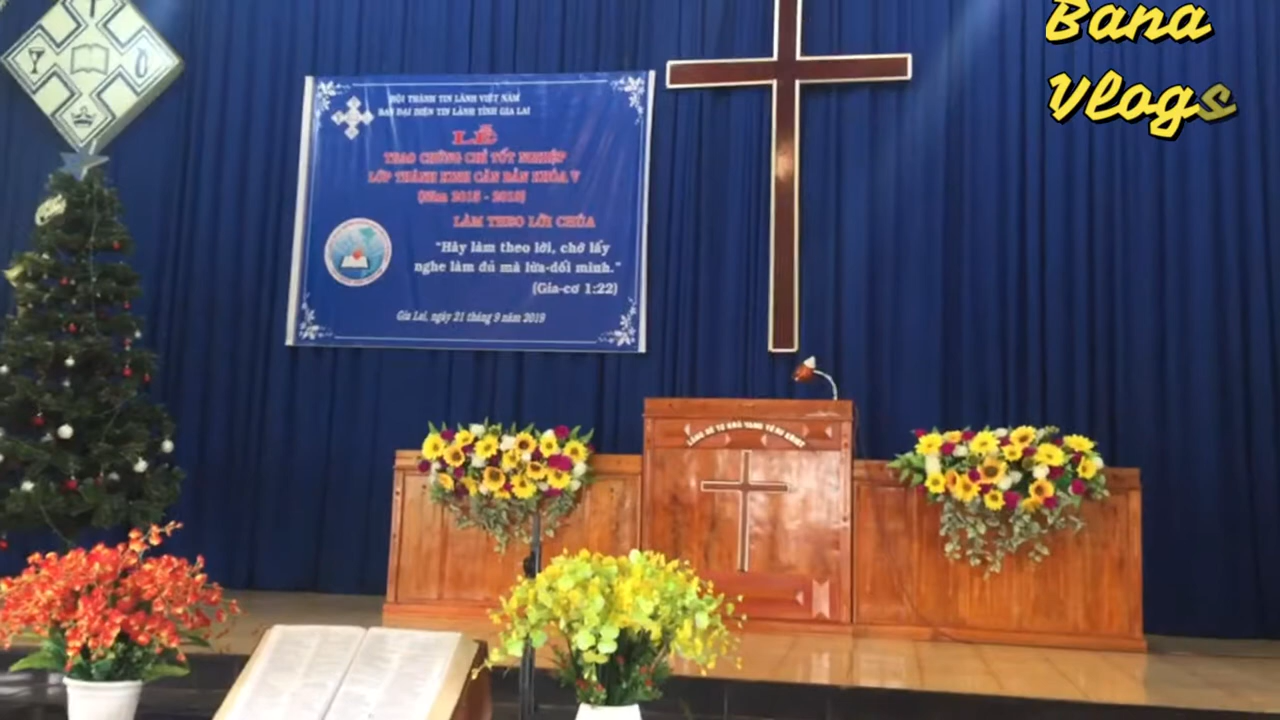 Bana
Vlogs
HỘI THÁNH TIN LÀNH VIỆT NAM
BAN ĐẠI DIỆN TIN LÀNH TỈNH GIA LAI
LỄ
TRAO CHỨNG CHỈ TỐT NGHIỆP
LỚP THÁNH KINH CĂN BẢN KHÓA V
(Năm 2015 - 2018)
LÀM THEO LỜI CHÚA
"Hãy làm theo lời, chớ lấy
nghe làm đủ mà lừa-dối mình."
(Gia-cơ 1:22)
Gia Lai, ngày 21 tháng 9 năm 2019